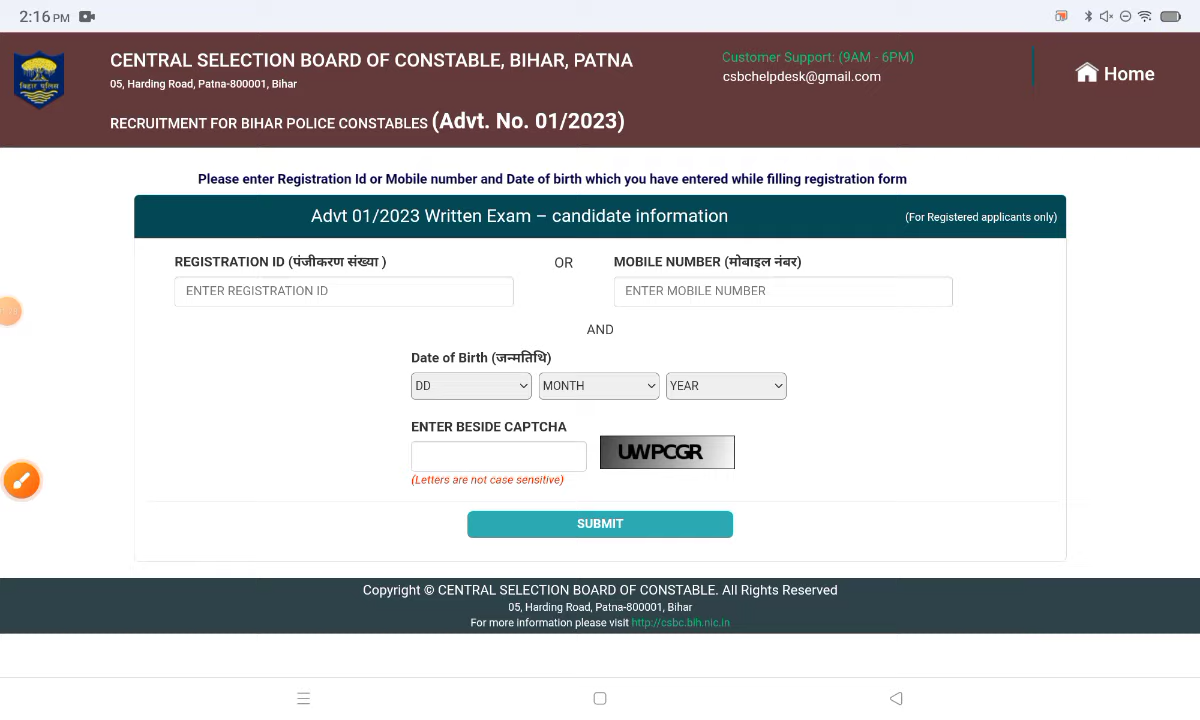 2:16 PM
CENTRAL SELECTION BOARD OF CONSTABLE, BIHAR, PATNA
05, Harding Road, Patna-800001, Bihar
RECRUITMENT FOR BIHAR POLICE CONSTABLES (Advt. No. 01/2023)
Customer Support: (9AM - 6PM)
csbchelpdesk@gmail.com
Home
बिहार पुलिस
Please enter Registration Id or Mobile number and Date of birth which you have entered while filling registration form
Advt 01/2023 Written Exam – candidate information
(For Registered applicants only)
REGISTRATION ID (पंजीकरण संख्या )
OR
MOBILE NUMBER (मोबाइल नंबर)
ENTER REGISTRATION ID
ENTER MOBILE NUMBER
AND
Date of Birth (जन्मतिथि)
DD
MONTH
YEAR
ENTER BESIDE CAPTCHA
UWPCGR
(Letters are not case sensitive)
SUBMIT
Copyright © CENTRAL SELECTION BOARD OF CONSTABLE. All Rights Reserved
05, Harding Road, Patna-800001, Bihar
For more information please visit http://csbc.bih.nic.in